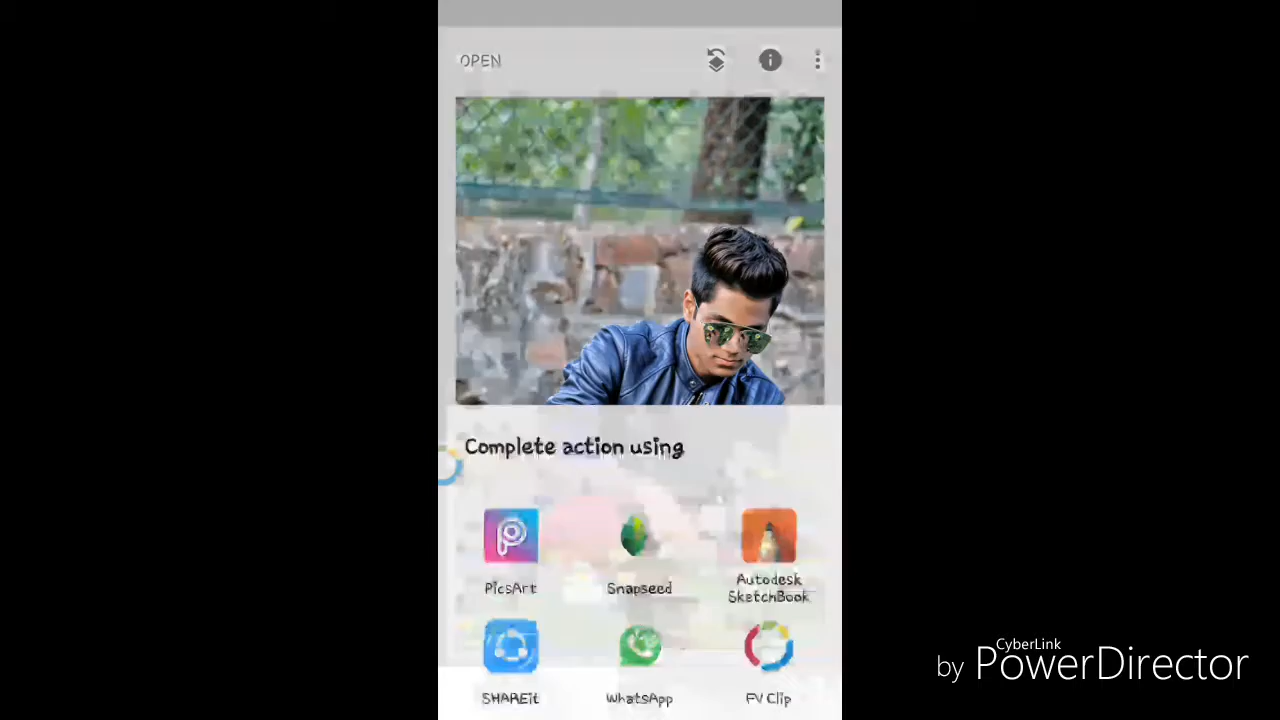 OPEN
Complete action using
PicsArt
Snapseed
Autodesk
SketchBook
SHAREit
WhatsApp
FV Clip
CyberLink
by PowerDirector